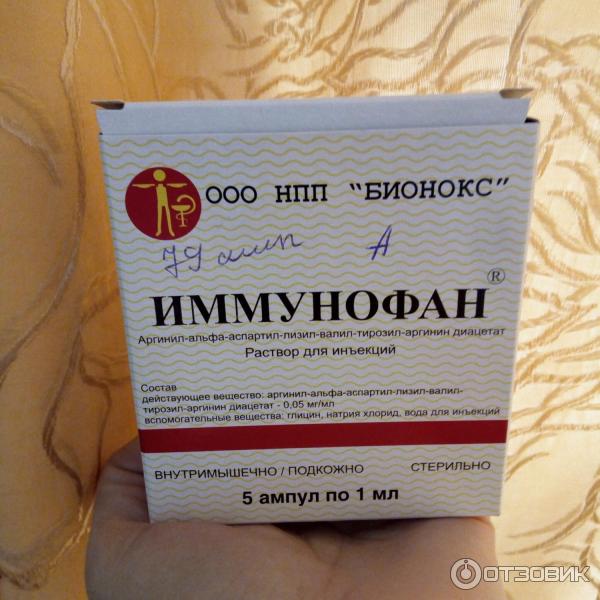 ООО НПП "БИОНОКС"
А
ИММУНОФАН®
Аргинил-альфа-аспартил-лизил-валил-тирозил-аргинин диацетат
Раствор для инъекций
Состав
действующее вещество: аргинил-альфа-аспартил-лизил-валил-
тирозил-аргинин диацетат - 0,05 мг/мл
вспомогательные вещества: глицин, натрия хлорид, вода для инъекций
ВНУТРИМЫШЕЧНО / ПОДКОЖНО СТЕРИЛЬНО
5 ампул по 1 мл
ОТЗОВИК